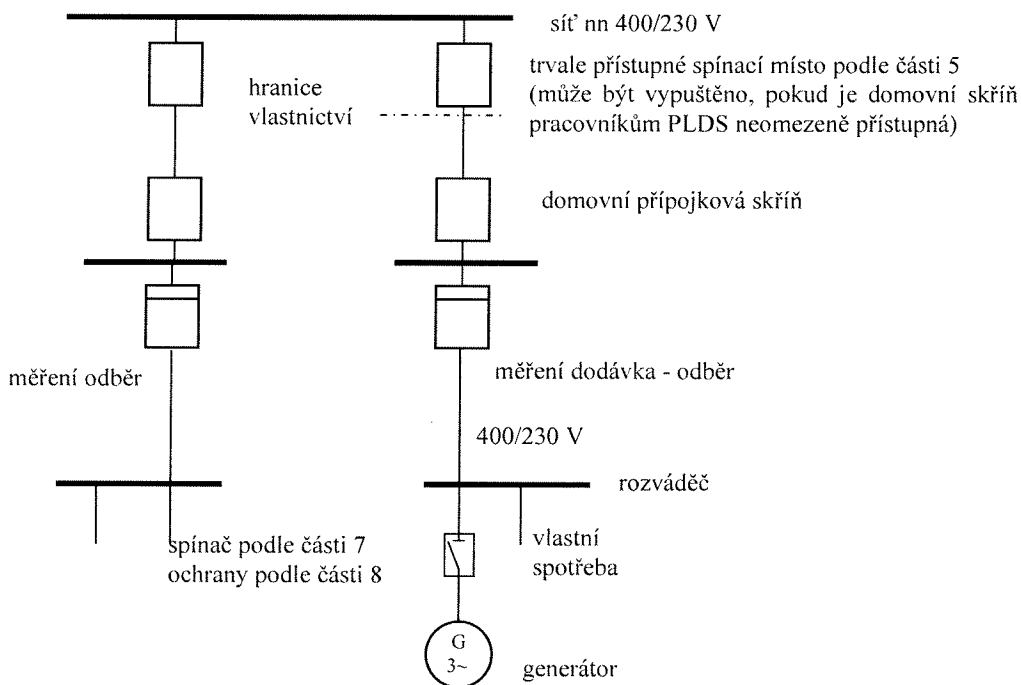 síť nn 400/230 V
trvale přístupné spínací místo podle části 5
(může být vypuštěno, pokud je domovní skříň
pracovníkům PLDS neomezeně přístupná)
hranice
vlastnictví
domovní přípojková skříň
měření odběr
měření dodávka - odběr
400/230 V
rozváděč
spínač podle části 7
ochrany podle části 8
vlastní
spotřeba
G
3~
generátor